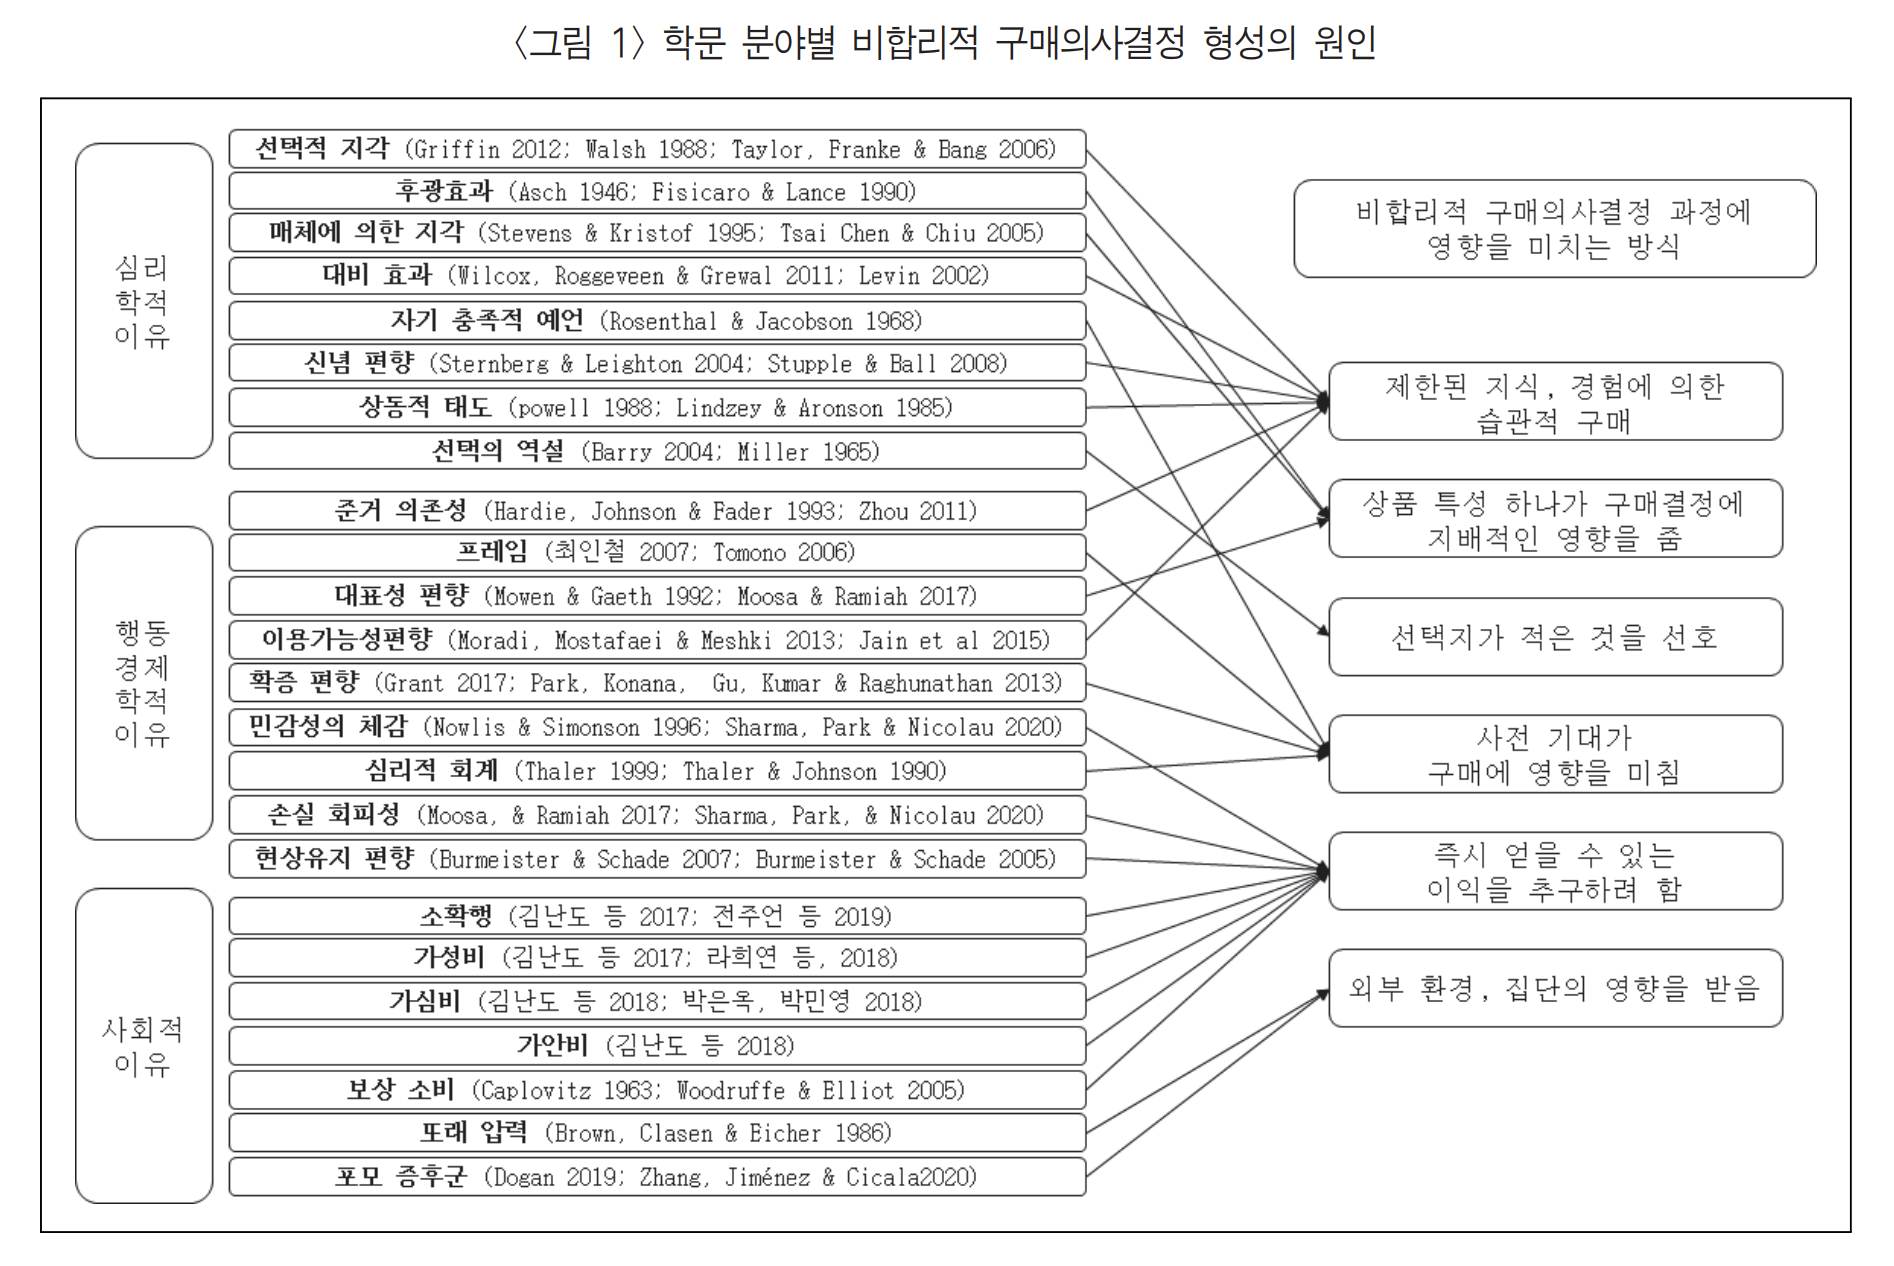 〈그림 1〉 학문 분야별 비합리적 구매의사결정 형성의 원인
심리
학적
이유
선택적 지각 (Griffin 2012; Walsh 1988; Taylor, Franke & Bang 2006)
후광효과 (Asch 1946; Fisicaro & Lance 1990)
매체에 의한 지각 (Stevens & Kristof 1995; Tsai Chen & Chiu 2005)
대비 효과 (Wilcox, Roggeveen & Grewal 2011; Levin 2002)
자기 충족적 예언 (Rosenthal & Jacobson 1968)
신념 편향 (Sternberg & Leighton 2004; Stupple & Ball 2008)
상동적 태도 (powell 1988; Lindzey & Aronson 1985)
선택의 역설 (Barry 2004; Miller 1965)
행동
경제
학적
이유
준거 의존성 (Hardie, Johnson & Fader 1993; Zhou 2011)
프레임 (최인철 2007; Tomono 2006)
대표성 편향 (Mowen & Gaeth 1992; Moosa & Ramiah 2017)
이용가능성편향 (Moradi, Mostafaei & Meshki 2013; Jain et al 2015)
확증 편향 (Grant 2017; Park, Konana, Gu, Kumar & Raghunathan 2013)
민감성의 체감 (Nowlis & Simonson 1996; Sharma, Park & Nicolau 2020)
심리적 회계 (Thaler 1999; Thaler & Johnson 1990)
손실 회피성 (Moosa, & Ramiah 2017; Sharma, Park, & Nicolau 2020)
현상유지 편향 (Burmeister & Schade 2007; Burmeister & Schade 2005)
사회적
이유
소확행 (김난도 등 2017; 전주언 등 2019)
가성비 (김난도 등 2017; 라희연 등, 2018)
가심비 (김난도 등 2018; 박은옥, 박민영 2018)
가안비 (김난도 등 2018)
보상 소비 (Caplovitz 1963; Woodruffe & Elliot 2005)
또래 압력 (Brown, Clasen & Eicher 1986)
포모 증후군 (Dogan 2019; Zhang, Jiménez & Cicala2020)
비합리적 구매의사결정 과정에
영향을 미치는 방식
제한된 지식, 경험에 의한
습관적 구매
상품 특성 하나가 구매결정에
지배적인 영향을 줌
선택지가 적은 것을 선호
사전 기대가
구매에 영향을 미침
즉시 얻을 수 있는
이익을 추구하려 함
외부 환경, 집단의 영향을 받음